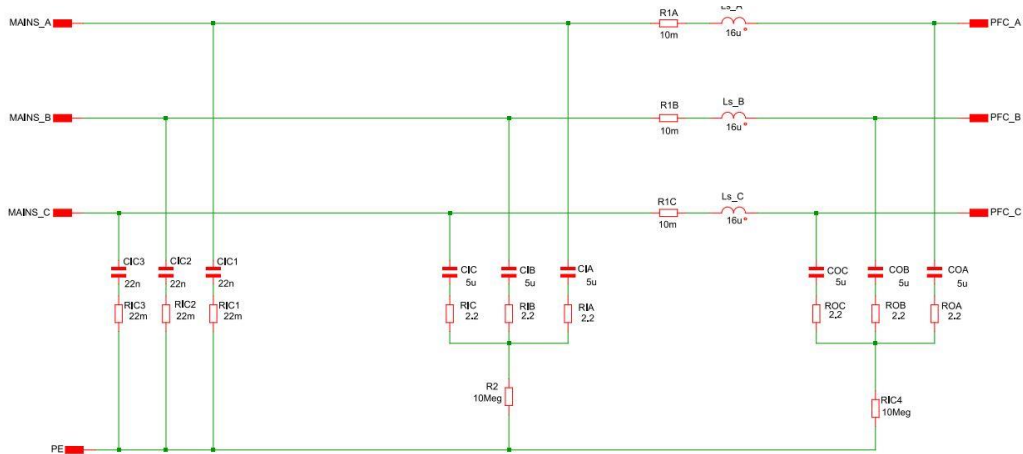 Ls_A
MAINS_A
R1A
PFC_A
10m
16u
MAINS_B
R1B
Ls_B
PFC_B
10m
16u
MAINS_C
R1C
Ls_C
PFC_C
10m
16u
CIC3
CIC2
CIC1
CIC
CIB
CIA
COC
COB
COA
22n
22n
22n
5u
5u
5u
5u
5u
5u
RIC3
RIC2
RIC1
RIC
RIB
RIA
ROC
ROB
ROA
22m
22m
22m
2.2
2.2
2.2
2.2
2.2
2.2
R2
10Meg
RIC4
10Meg
PE